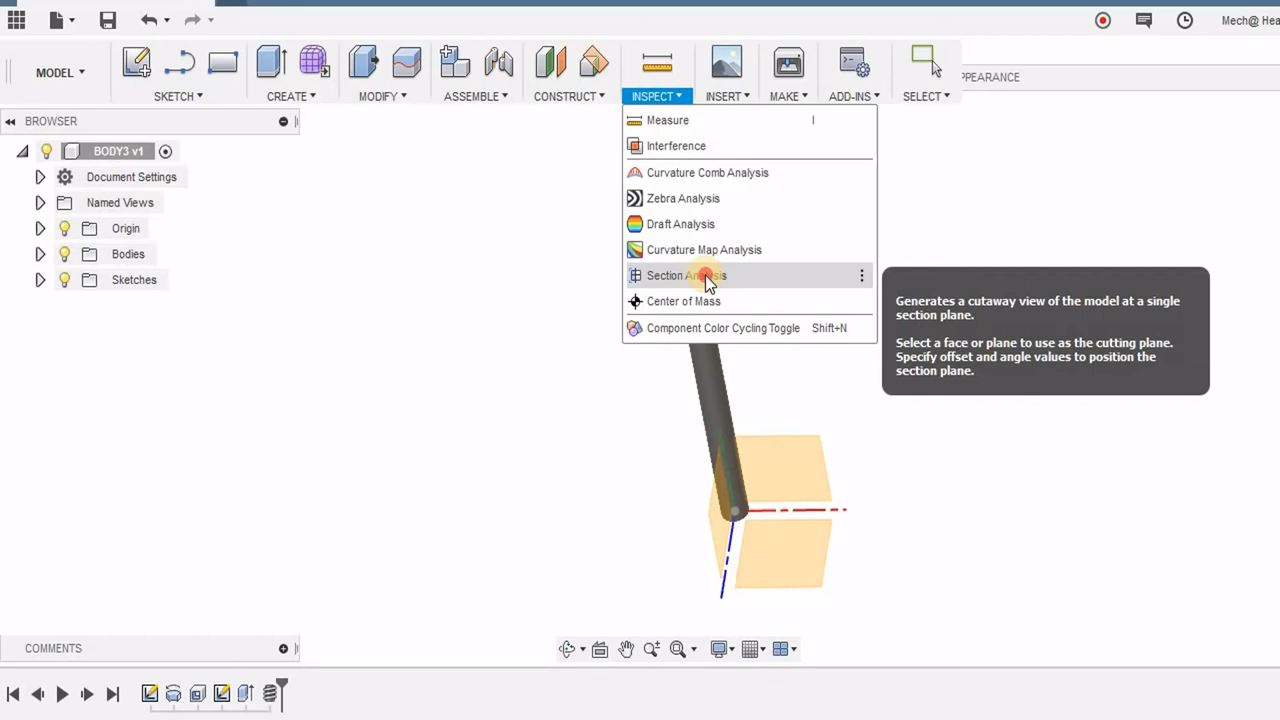 Mech@ Hea
MODEL
SKETCH
CREATE
MODIFY
ASSEMBLE
CONSTRUCT
INSPECT
INSERT
MAKE
ADD-INS
SELECT
PPEARANCE
BROWSER
BODY3 v1
Document Settings
Named Views
Origin
Bodies
Sketches
Measure I
Interference
Curvature Comb Analysis
Zebra Analysis
Draft Analysis
Curvature Map Analysis
Section Analysis
Center of Mass
Component Color Cycling Toggle Shift+N
Generates a cutaway view of the model at a single
section plane.
Select a face or plane to use as the cutting plane.
Specify offset and angle values to position the
section plane.
COMMENTS